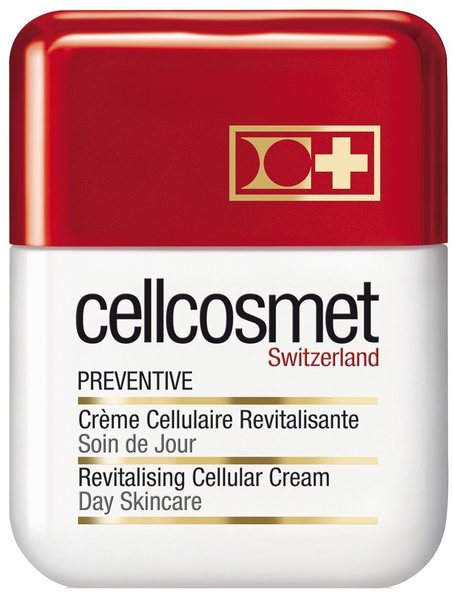 cellcosmet
Switzerland
PREVENTIVE
Crème Cellulaire Revitalisante
Soin de Jour
Revitalising Cellular Cream
Day Skincare